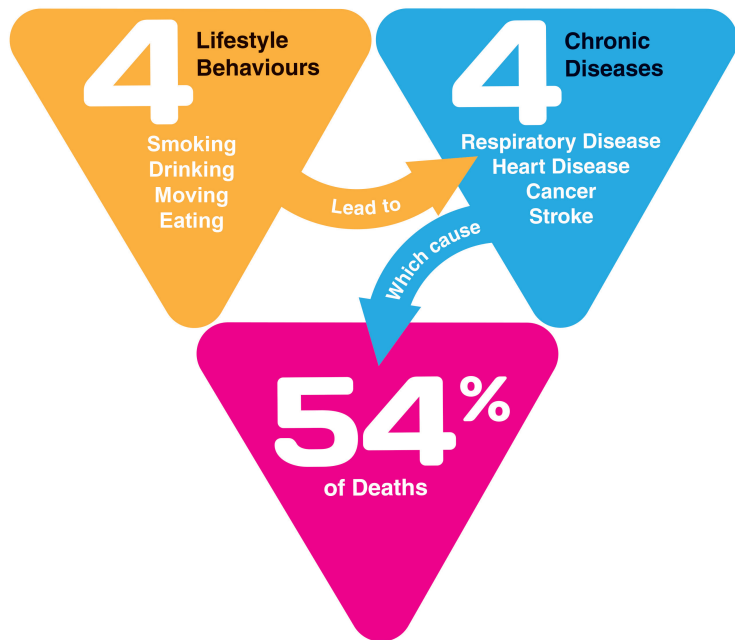 4 Lifestyle
Behaviours
Smoking
Drinking
Moving
Eating
Lead to
4 Chronic
Diseases
Respiratory Disease
Heart Disease
Cancer
Stroke
Which cause
54%
of Deaths